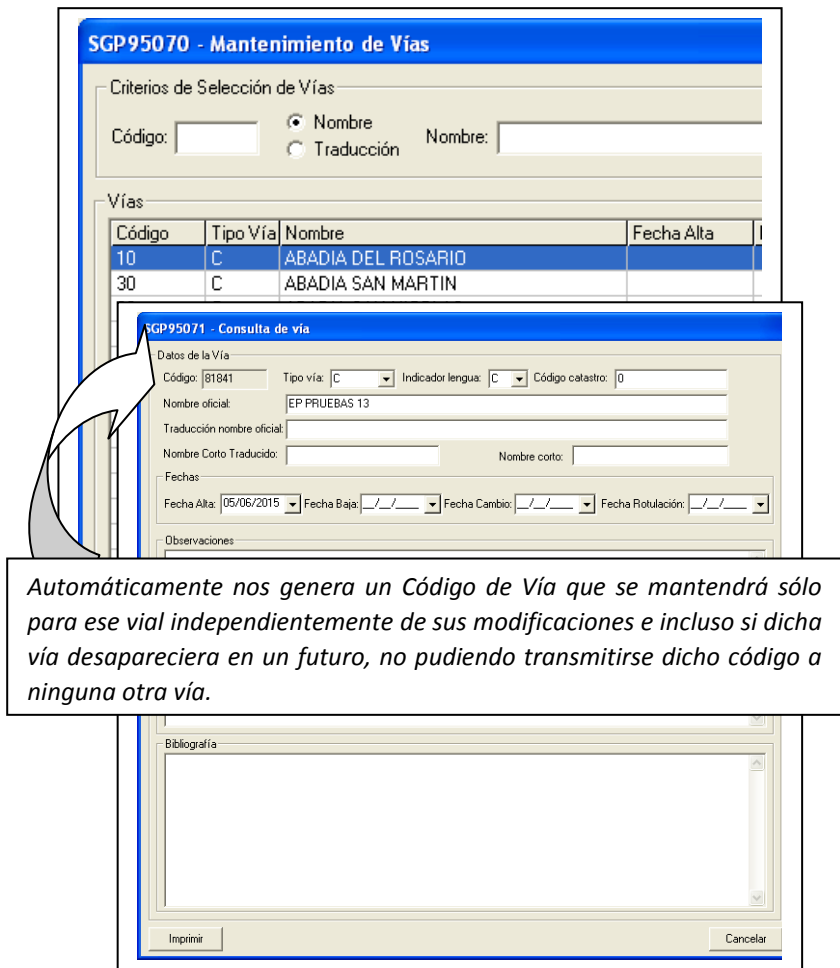 SGP95070 - Mantenimiento de Vías
Criterios de Selección de Vías
Código:
Nombre
Traducción
Nombre:
Vías
Código Tipo Vía Nombre Fecha Alta
10 C ABADIA DEL ROSARIO
30 C ABADIA SAN MARTIN
SGP95071 - Consulta de vía
Datos de la Vía
Código: 81841 Tipo vía: C Indicador lengua: C Código catastro: 0
Nombre oficial: EP PRUEBAS 13
Traducción nombre oficial:
Nombre Corto Traducido: Nombre corto:
Fechas
Fecha Alta: 05/06/2015 Fecha Baja: __/__/____ Fecha Cambio: __/__/____ Fecha Rotulación: __/__/____
Observaciones
Automáticamente nos genera un Código de Vía que se mantendrá sólo
para ese vial independientemente de sus modificaciones e incluso si dicha
vía desapareciera en un futuro, no pudiendo transmitirse dicho código a
ninguna otra vía.
Bibliografía
Imprimir Cancelar